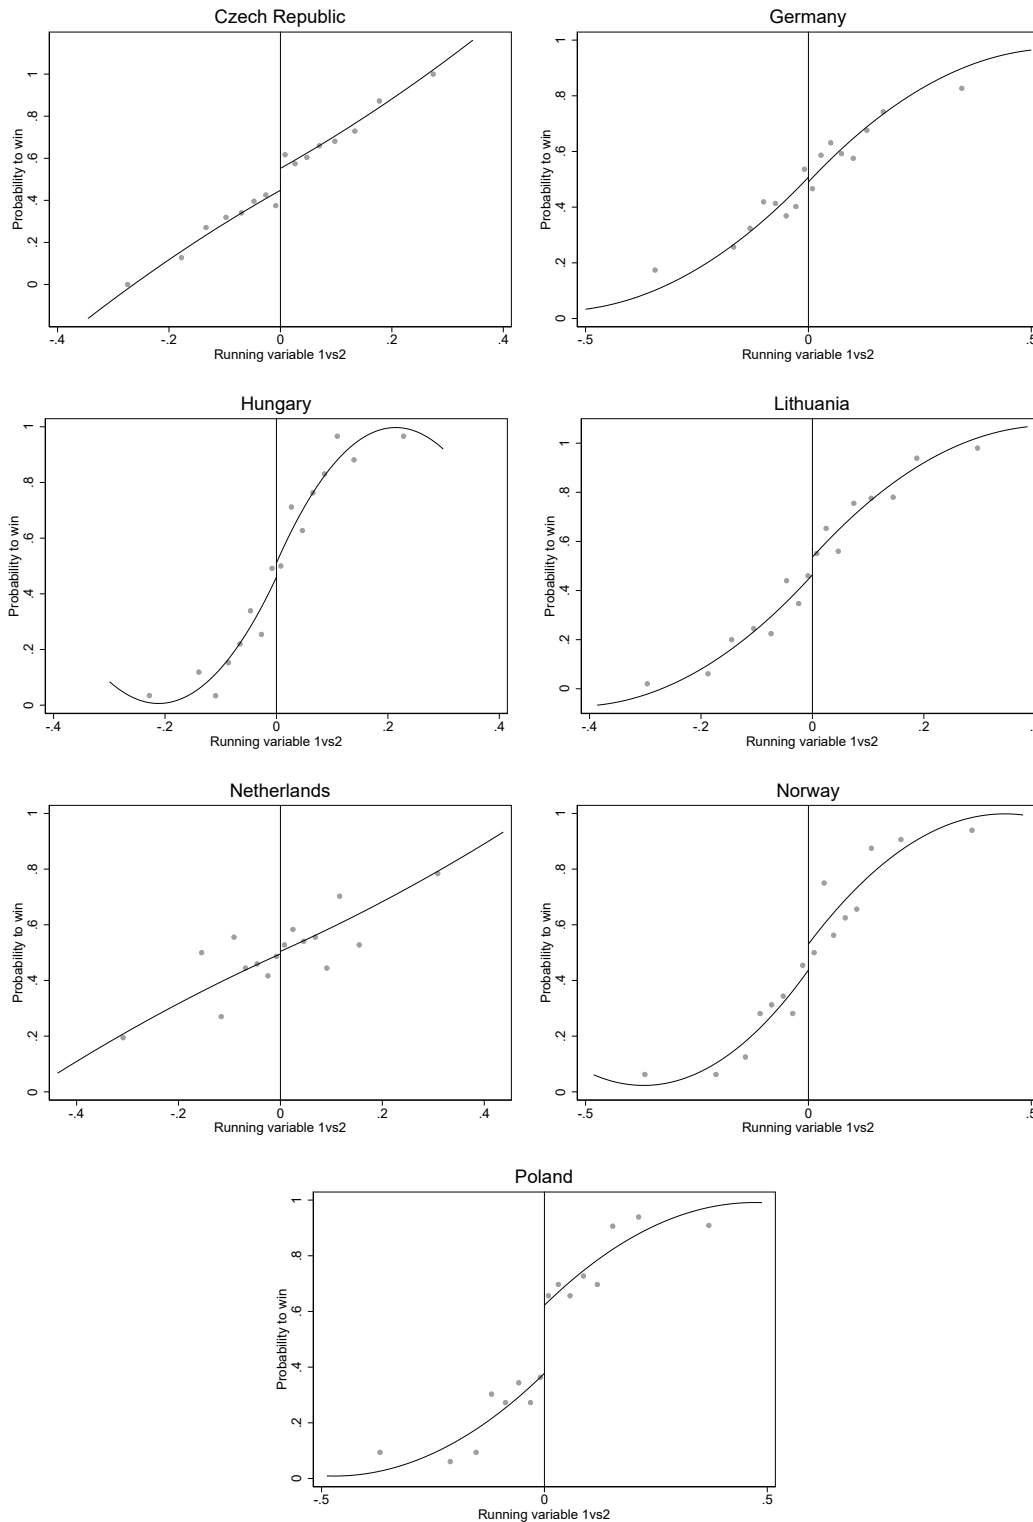 Czech Republic
Probability to win
0 .2 .4 .6 .8 1
-.4 -.2 0 .2 .4
Running variable 1vs2
Germany
Probability to win
0 .2 .4 .6 .8 1
-.5 0 .5
Running variable 1vs2
Hungary
Probability to win
0 .2 .4 .6 .8 1
-.4 -.2 0 .2 .4
Running variable 1vs2
Lithuania
Probability to win
0 .2 .4 .6 .8 1
-.4 -.2 0 .2
Running variable 1vs2
Netherlands
Probability to win
0 .2 .4 .6 .8 1
-.4 -.2 0 .2 .4
Running variable 1vs2
Norway
Probability to win
0 .2 .4 .6 .8 1
-.5 0 .5
Running variable 1vs2
Poland
Probability to win
0 .2 .4 .6 .8 1
-.5 0 .5
Running variable 1vs2